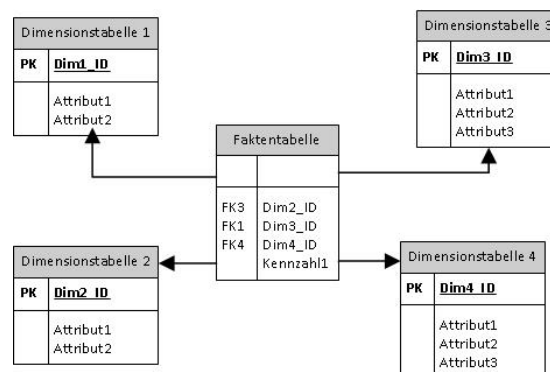 Dimensionstabelle 1
PK Dim1_ID
Attribut1
Attribut2
Dimensionstabelle 3
PK Dim3_ID
Attribut1
Attribut2
Attribut3
Faktentabelle
FK3 Dim2_ID
FK1 Dim3_ID
FK4 Dim4_ID
Kennzahl1
Dimensionstabelle 2
PK Dim2_ID
Attribut1
Attribut2
Dimensionstabelle 4
PK Dim4_ID
Attribut1
Attribut2
Attribut3